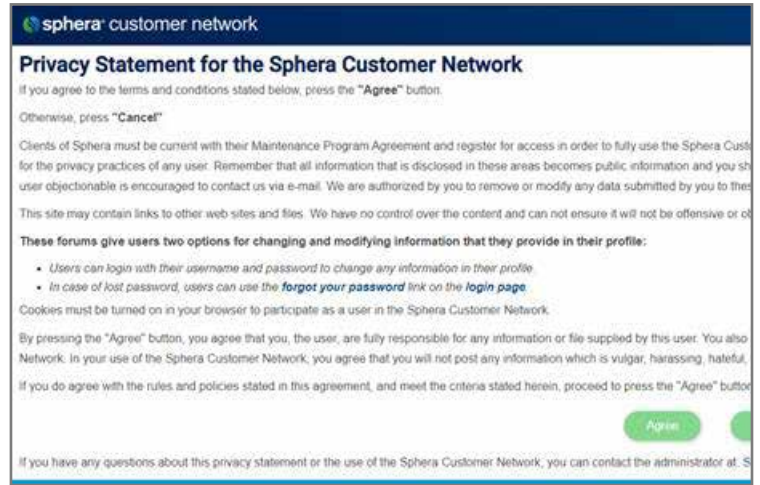 sphera customer network
Privacy Statement for the Sphera Customer Network
If you agree to the terms and conditions stated below, press the "Agree" button.
Otherwise, press "Cancel"
Clients of Sphera must be current with their Maintenance Program Agreement and register for access in order to fully use the Sphera Cust
for the privacy practices of any user. Remember that all information that is disclosed in these areas becomes public information and you sh
user objectionable is encouraged to contact us via e-mail. We are authorized by you to remove or modify any data submitted by you to thes
This site may contain links to other web sites and files. We have no control over the content and can not ensure it will not be offensive or ob
These forums give users two options for changing and modifying information that they provide in their profile:
• Users can login with their username and password to change any information in their profile.
• In case of lost password, users can use the forgot your password link on the login page.
Cookies must be turned on in your browser to participate as a user in the Sphera Customer Network.
By pressing the "Agree" button, you agree that you, the user, are fully responsible for any information or file supplied by this user. You also
Network. In your use of the Sphera Customer Network, you agree that you will not post any information which is vulgar, harassing, hateful,
If you do agree with the rules and policies stated in this agreement, and meet the criteria stated herein, proceed to press the "Agree" button
Agree
If you have any questions about this privacy statement or the use of the Sphera Customer Network, you can contact the administrator at: S